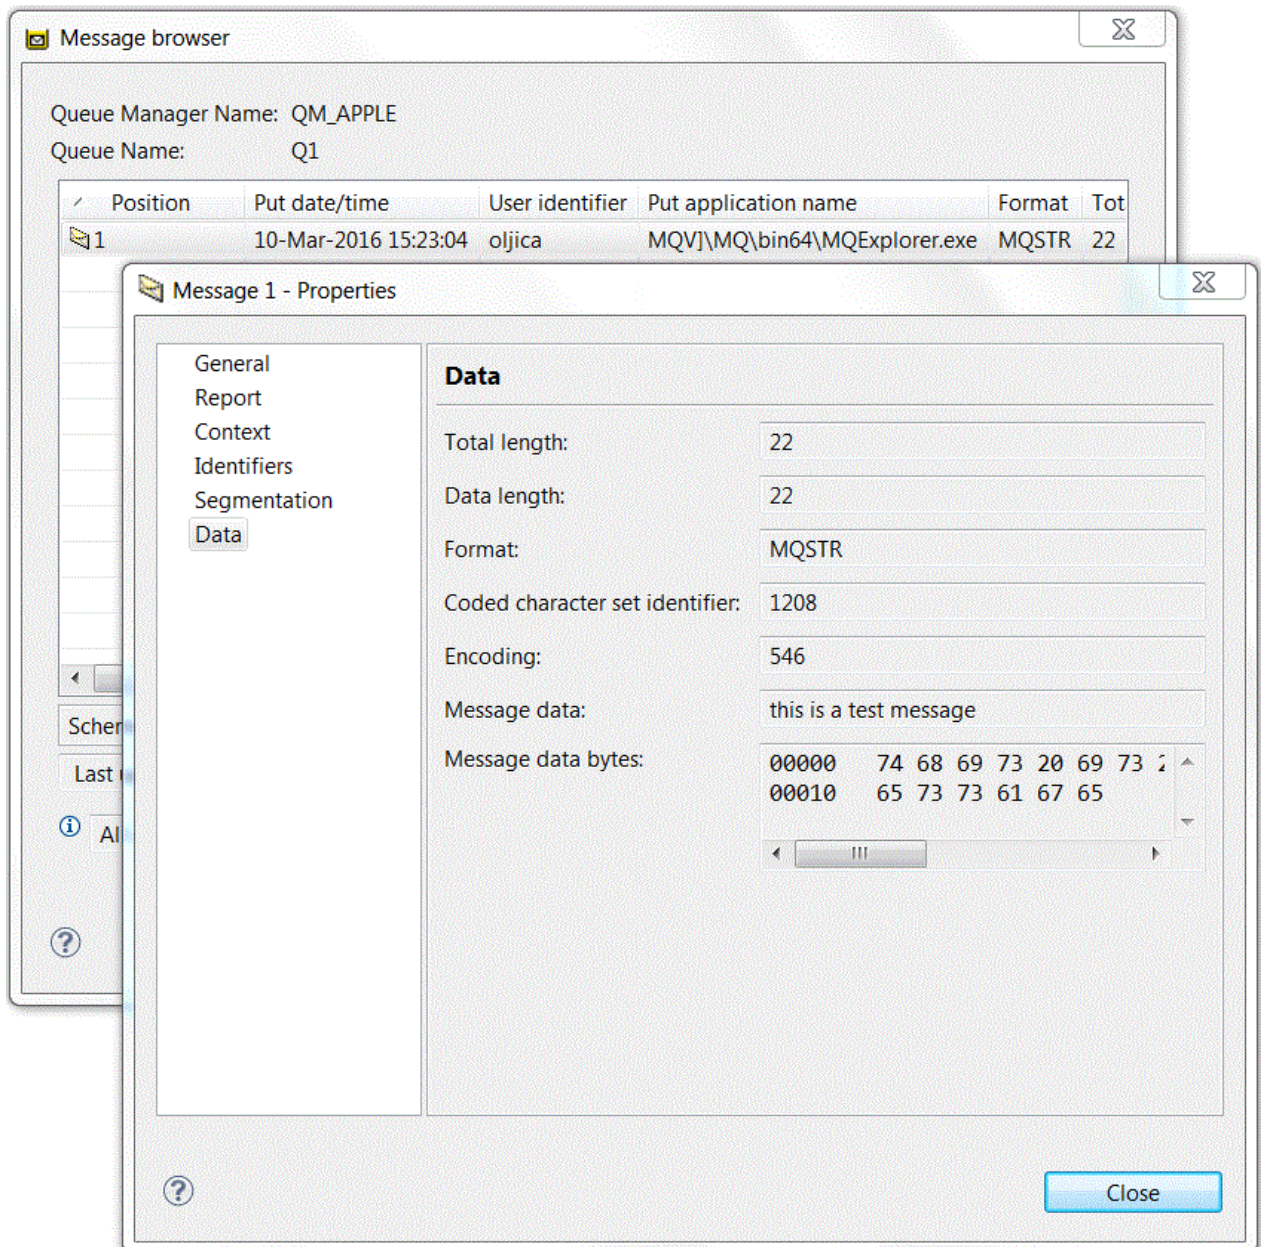 Message browser
Queue Manager Name: QM_APPLE
Queue Name: Q1
Position Put date/time User identifier Put application name Format Tot
1 10-Mar-2016 15:23:04 oljica MQV]\MQ\bin64\MQExplorer.exe MQSTR 22
Message 1 - Properties
General
Report
Context
Identifiers
Segmentation
Data
Data
Total length: 22
Data length: 22
Format: MQSTR
Coded character set identifier: 1208
Encoding: 546
Message data: this is a test message
Message data bytes: 00000 74 68 69 73 20 69 73
00010 65 73 73 61 67 65
Scher
Last
Al
Close